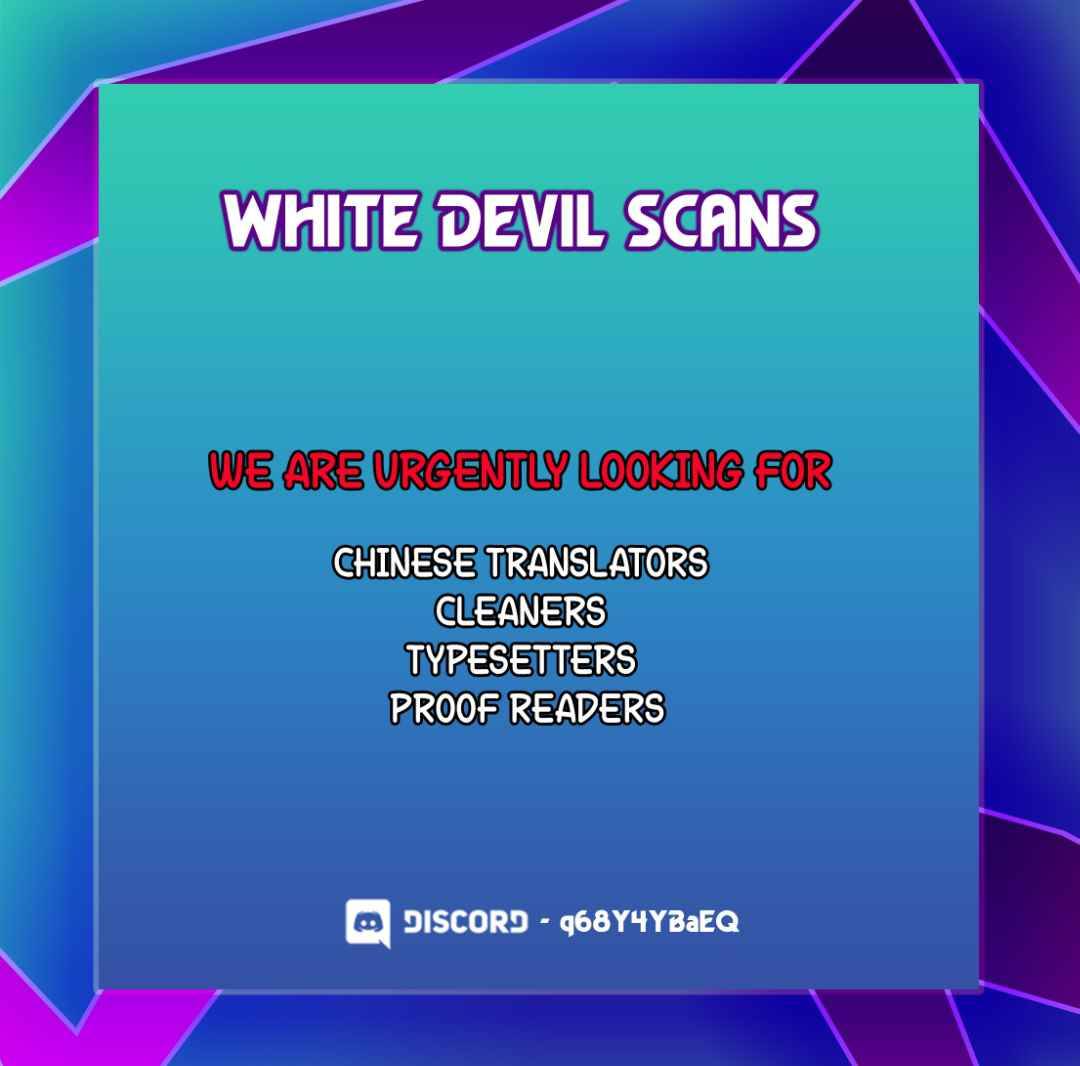 WHITE DEVIL SCANS
WE ARE URGENTLY LOOKING FOR
CHINESE TRANSLATORS
CLEANERS
TYPESETTERS
PROOF READERS
DISCORD - q68Y4YBaEQ